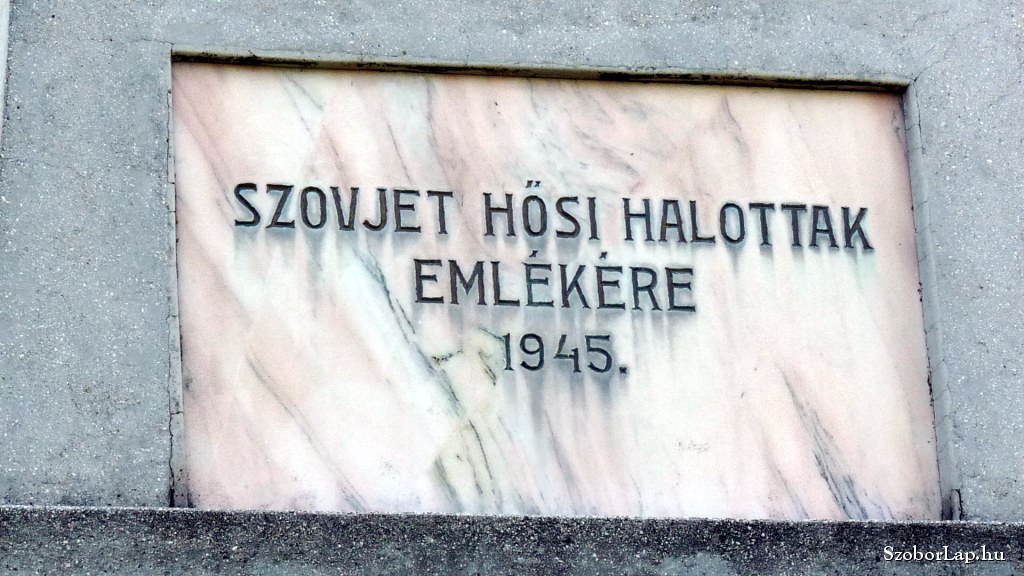 SZOVJET HŐSI HALOTTAK
EMLÉKÉRE
1945.
SzoborLap.hu